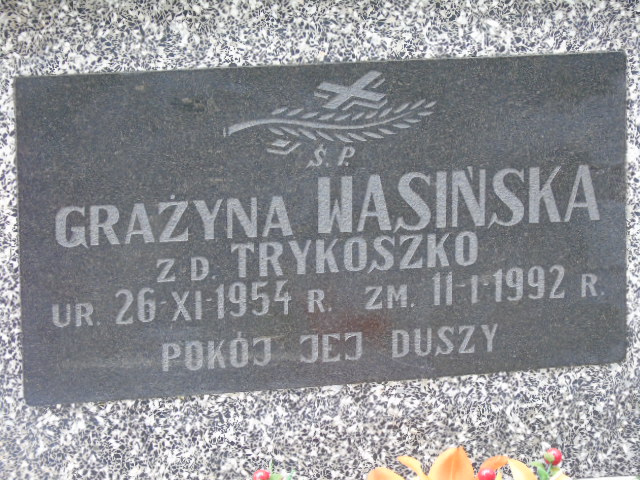 Ś. P.
GRAŻYNA WASIŃSKA
Z D. TRYKOSZKO
UR. 26-XI-1954 R. ZM. 11-1-1992 R.
POKÓJ JEJ DUSZY